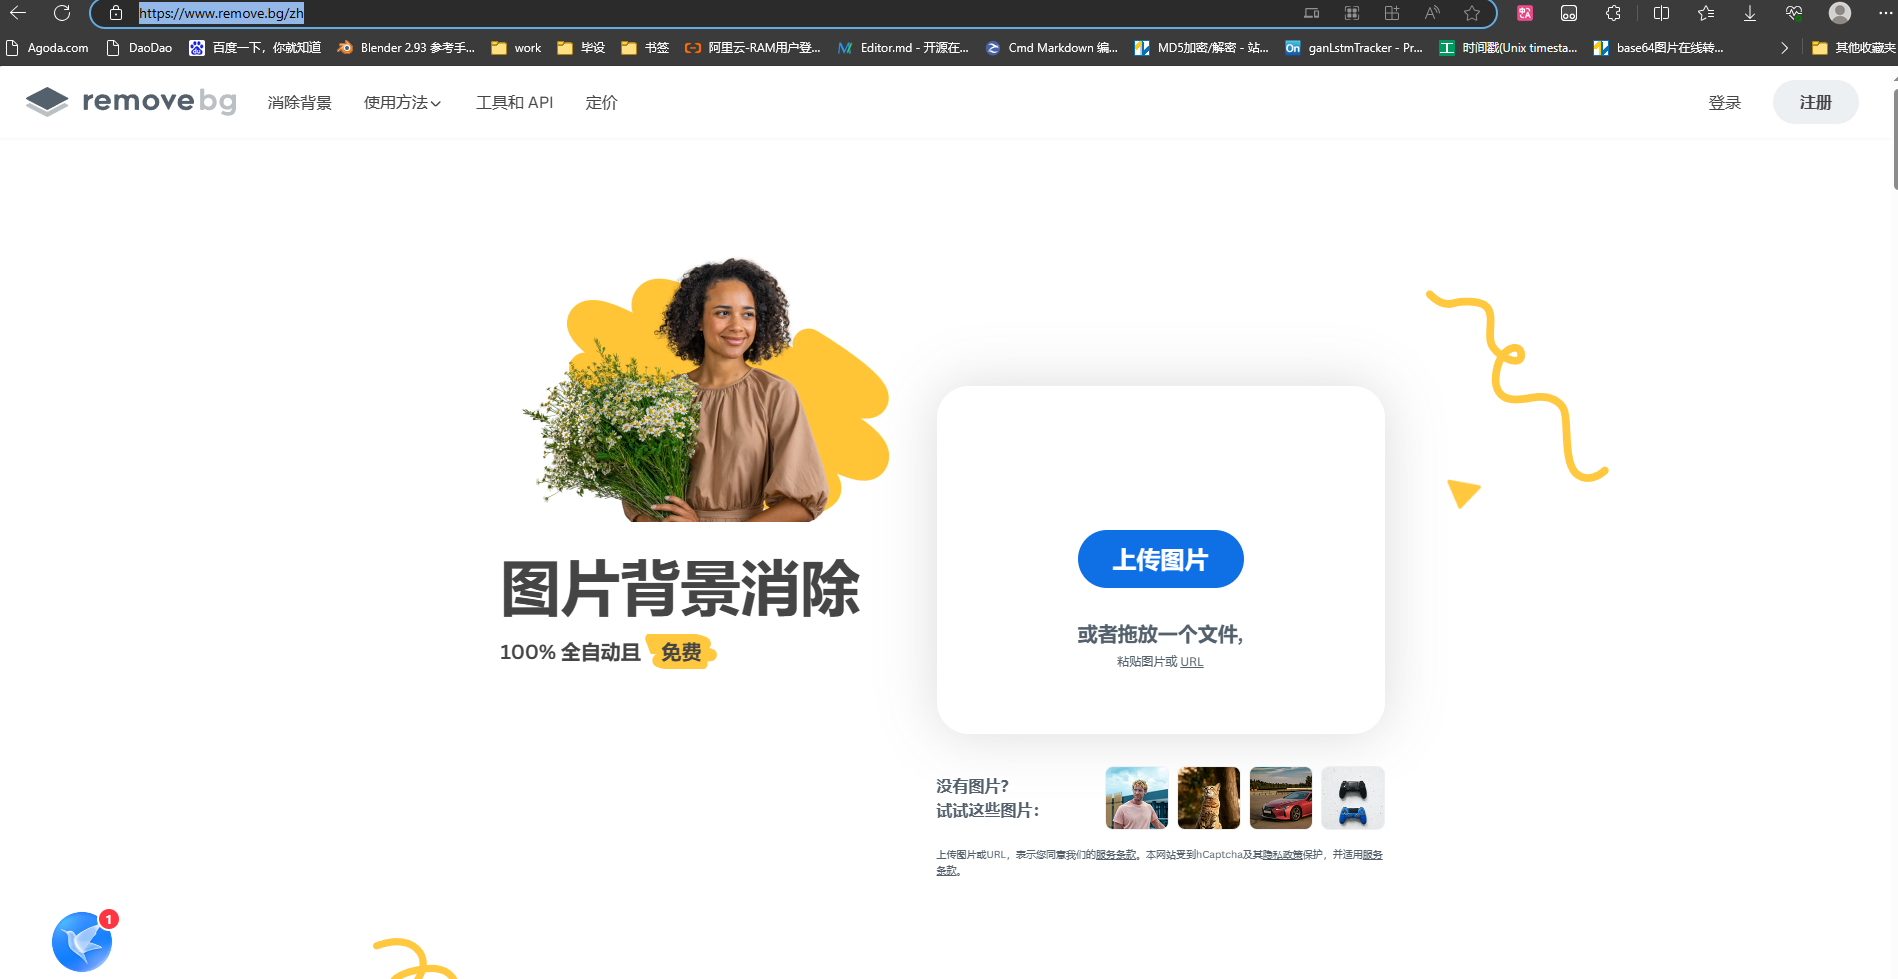 https://www.remove.bg/zh
Agoda.com DaoDao 百度一下，你就知道 Blender 2.93 参考手... work 毕设 书签 阿里云-RAM用户登... Editor.md - 开源在... Cmd Markdown 编... MD5加密/解密 - 站... ganLstmTracker - Pr... 时间戳(Unix timesta... base64图片在线转... 其他收藏夹
removebg 消除背景 使用方法 工具和 API 定价 登录 注册
图片背景消除
100% 全自动且 免费
上传图片
或者拖放一个文件,
粘贴图片或 URL
没有图片?
试试这些图片：
上传图片或URL，表示您同意我们的服务条款。本网站受到hCaptcha及其隐私政策保护，并适用服务
条款。
1